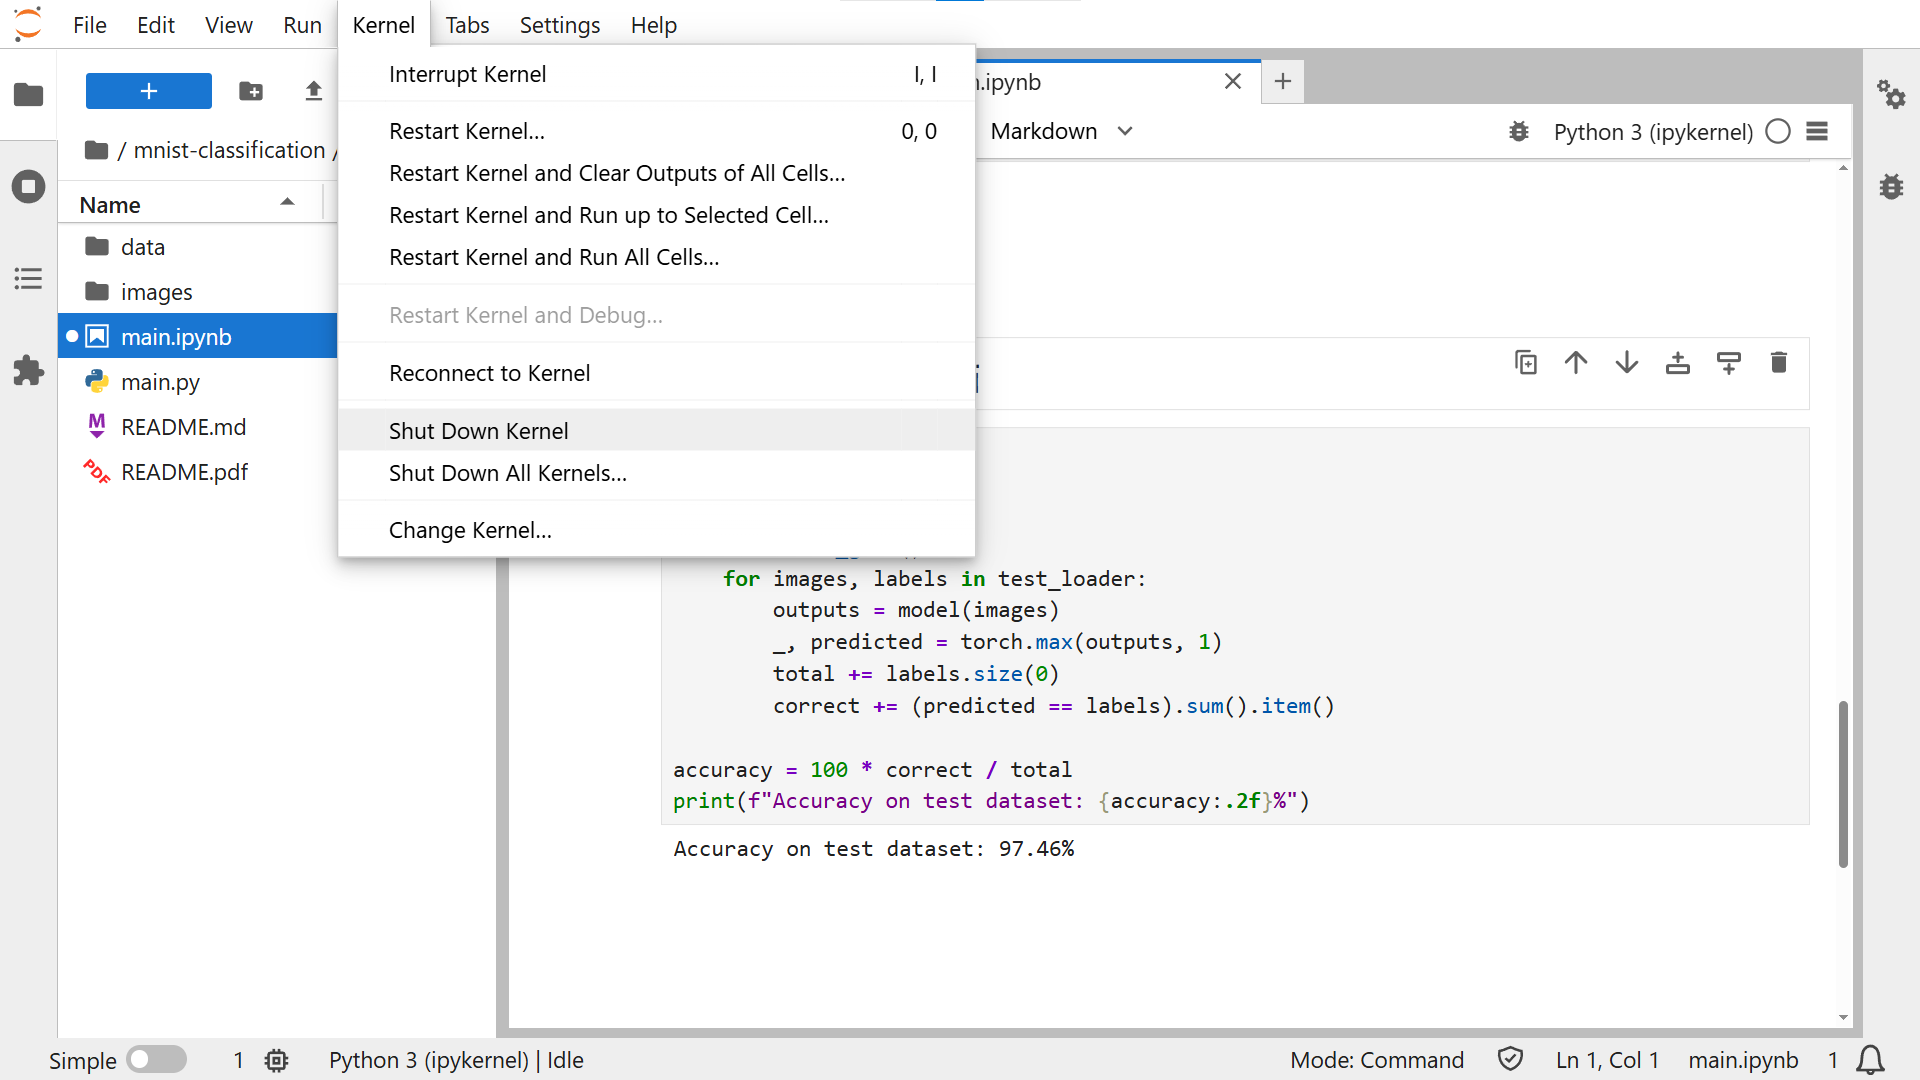 File Edit View Run Kernel Tabs Settings Help
Interrupt Kernel I, I
Restart Kernel... 0, 0
Restart Kernel and Clear Outputs of All Cells...
Restart Kernel and Run up to Selected Cell...
Restart Kernel and Run All Cells...
Restart Kernel and Debug...
Reconnect to Kernel
Shut Down Kernel
Shut Down All Kernels...
Change Kernel...
/ mnist-classification /
Name
data
images
main.ipynb
main.py
README.md
README.pdf
.ipynb
Markdown
Python 3 (ipykernel)
for images, labels in test_loader:
outputs = model(images)
_, predicted = torch.max(outputs, 1)
total += labels.size(0)
correct += (predicted == labels).sum().item()
accuracy = 100 * correct / total
print(f"Accuracy on test dataset: {accuracy:.2f}%")
Accuracy on test dataset: 97.46%
Simple 1 Python 3 (ipykernel) | Idle Mode: Command Ln 1, Col 1 main.ipynb 1